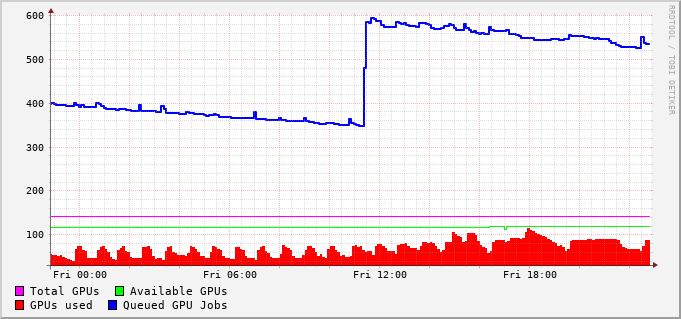 RRDTOOL / TOBI OETIKER
600
500
400
300
200
100
Fri 00:00 Fri 06:00 Fri 12:00 Fri 18:00
Total GPUs Available GPUs
GPUs used Queued GPU Jobs